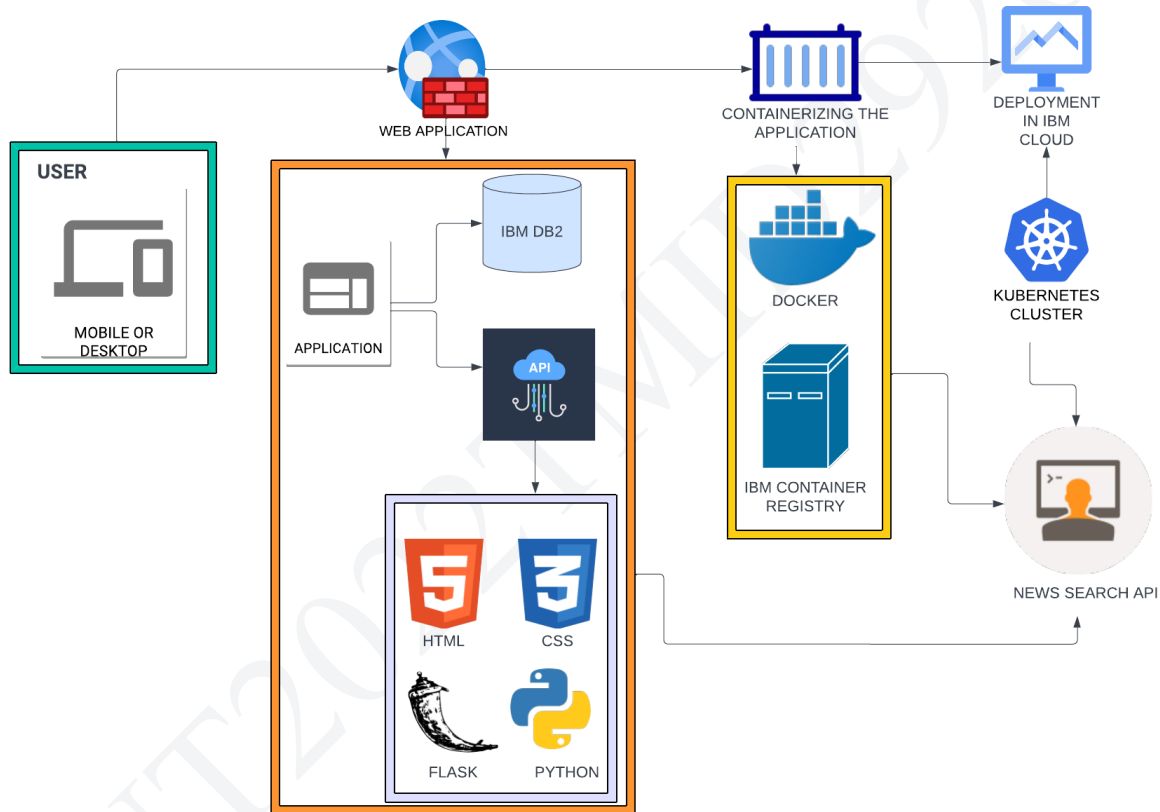 WEB APPLICATION
CONTAINERIZING THE
APPLICATION
DEPLOYMENT
IN IBM
CLOUD
USER
MOBILE OR
DESKTOP
IBM DB2
APPLICATION
API
HTML
CSS
FLASK
PYTHON
DOCKER
IBM CONTAINER
REGISTRY
KUBERNETES
CLUSTER
>-
NEWS SEARCH API